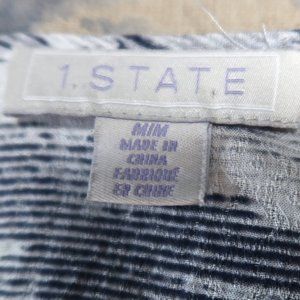 1.STATE
M/M
MADE IN
CHINA
FABRIQUÉ
EN CHINE